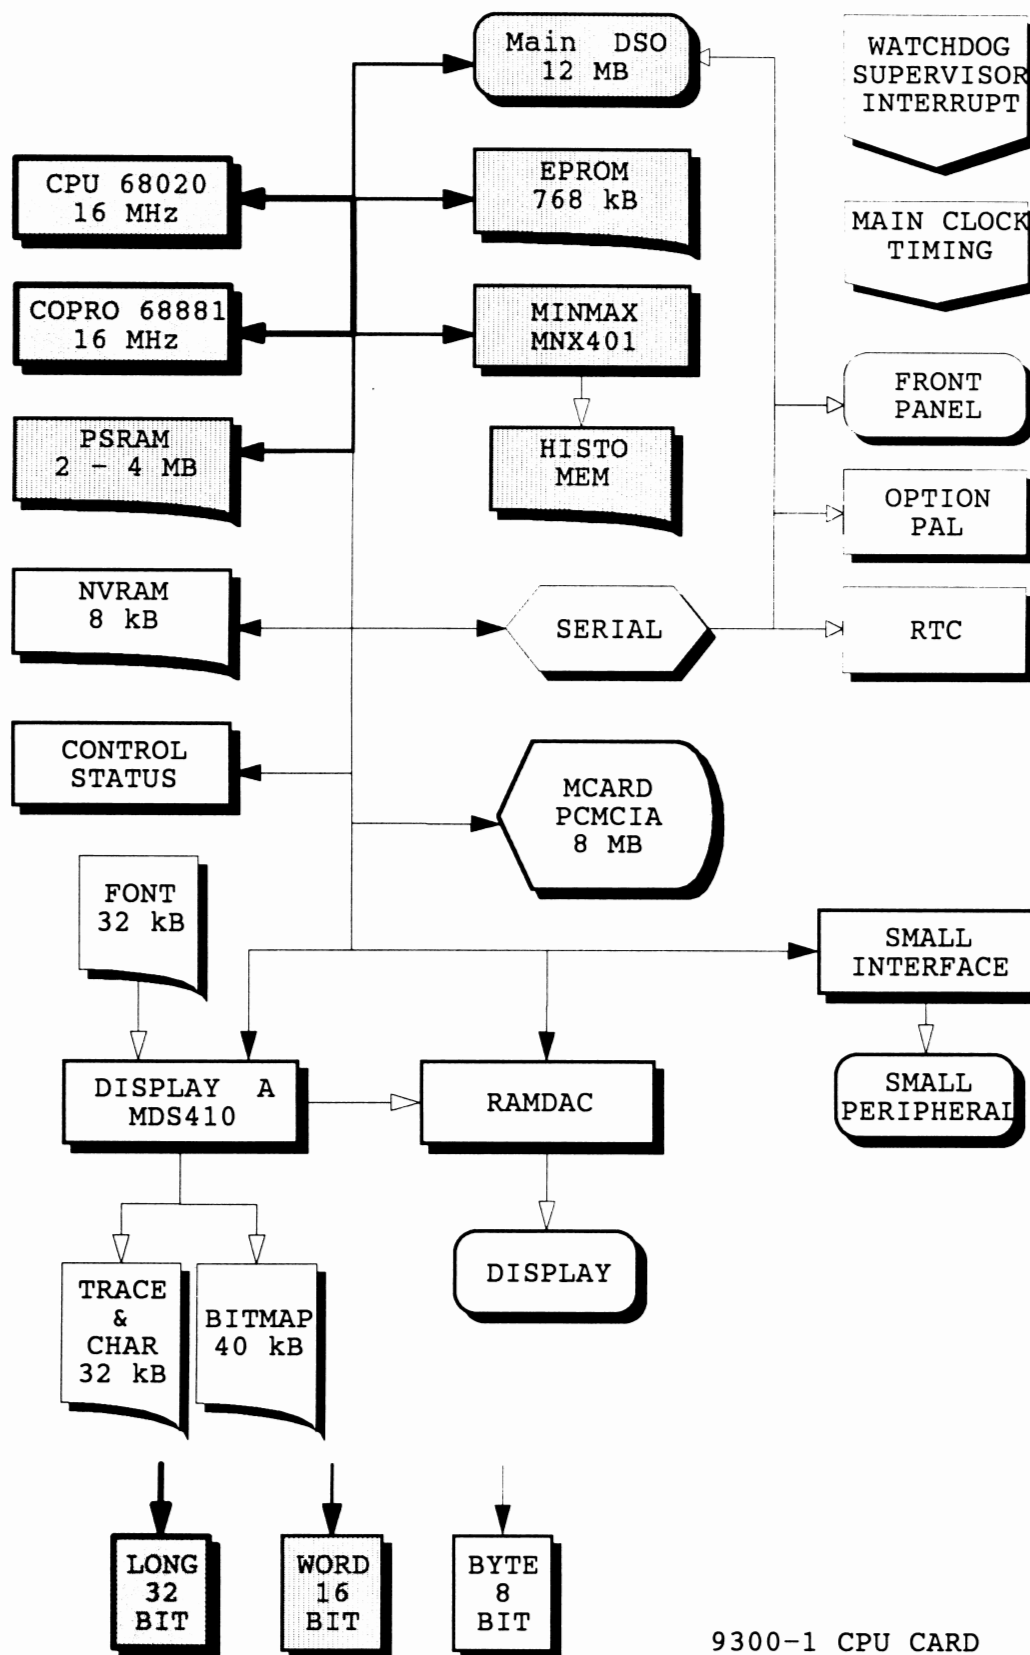 Main DSO
12 MB
WATCHDOG
SUPERVISOR
INTERRUPT
CPU 68020
16 MHz
EPROM
768 kB
MAIN CLOCK
TIMING
COPRO 68881
16 MHz
MINMAX
MNX401
FRONT
PANEL
PSRAM
2 - 4 MB
HISTO
MEM
OPTION
PAL
NVRAM
8 kB
SERIAL
RTC
CONTROL
STATUS
MCARD
PCMCIA
8 MB
FONT
32 kB
SMALL
INTERFACE
DISPLAY A
MDS410
RAMDAC
SMALL
PERIPHERAL
TRACE
&
CHAR
32 kB
BITMAP
40 kB
DISPLAY
LONG
32
BIT
WORD
16
BIT
BYTE
8
BIT
9300-1 CPU CARD